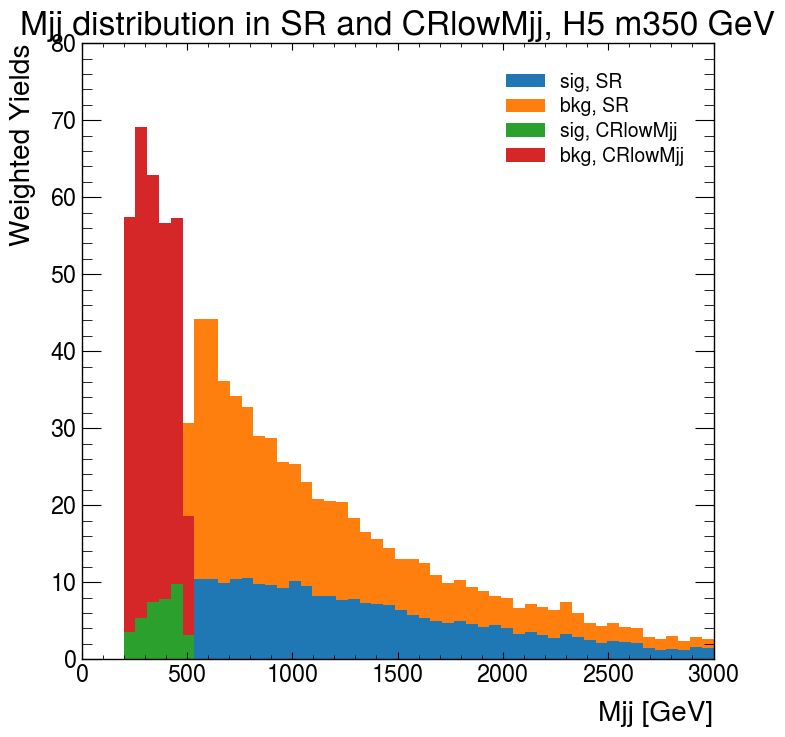 Mjj distribution in SR and CRlowMjj, H5 m350 GeV
Weighted Yields
80
70
60
50
40
30
20
10
0
sig, SR
bkg, SR
sig, CRlowMjj
bkg, CRlowMjj
0 500 1000 1500 2000 2500 3000
Mjj [GeV]